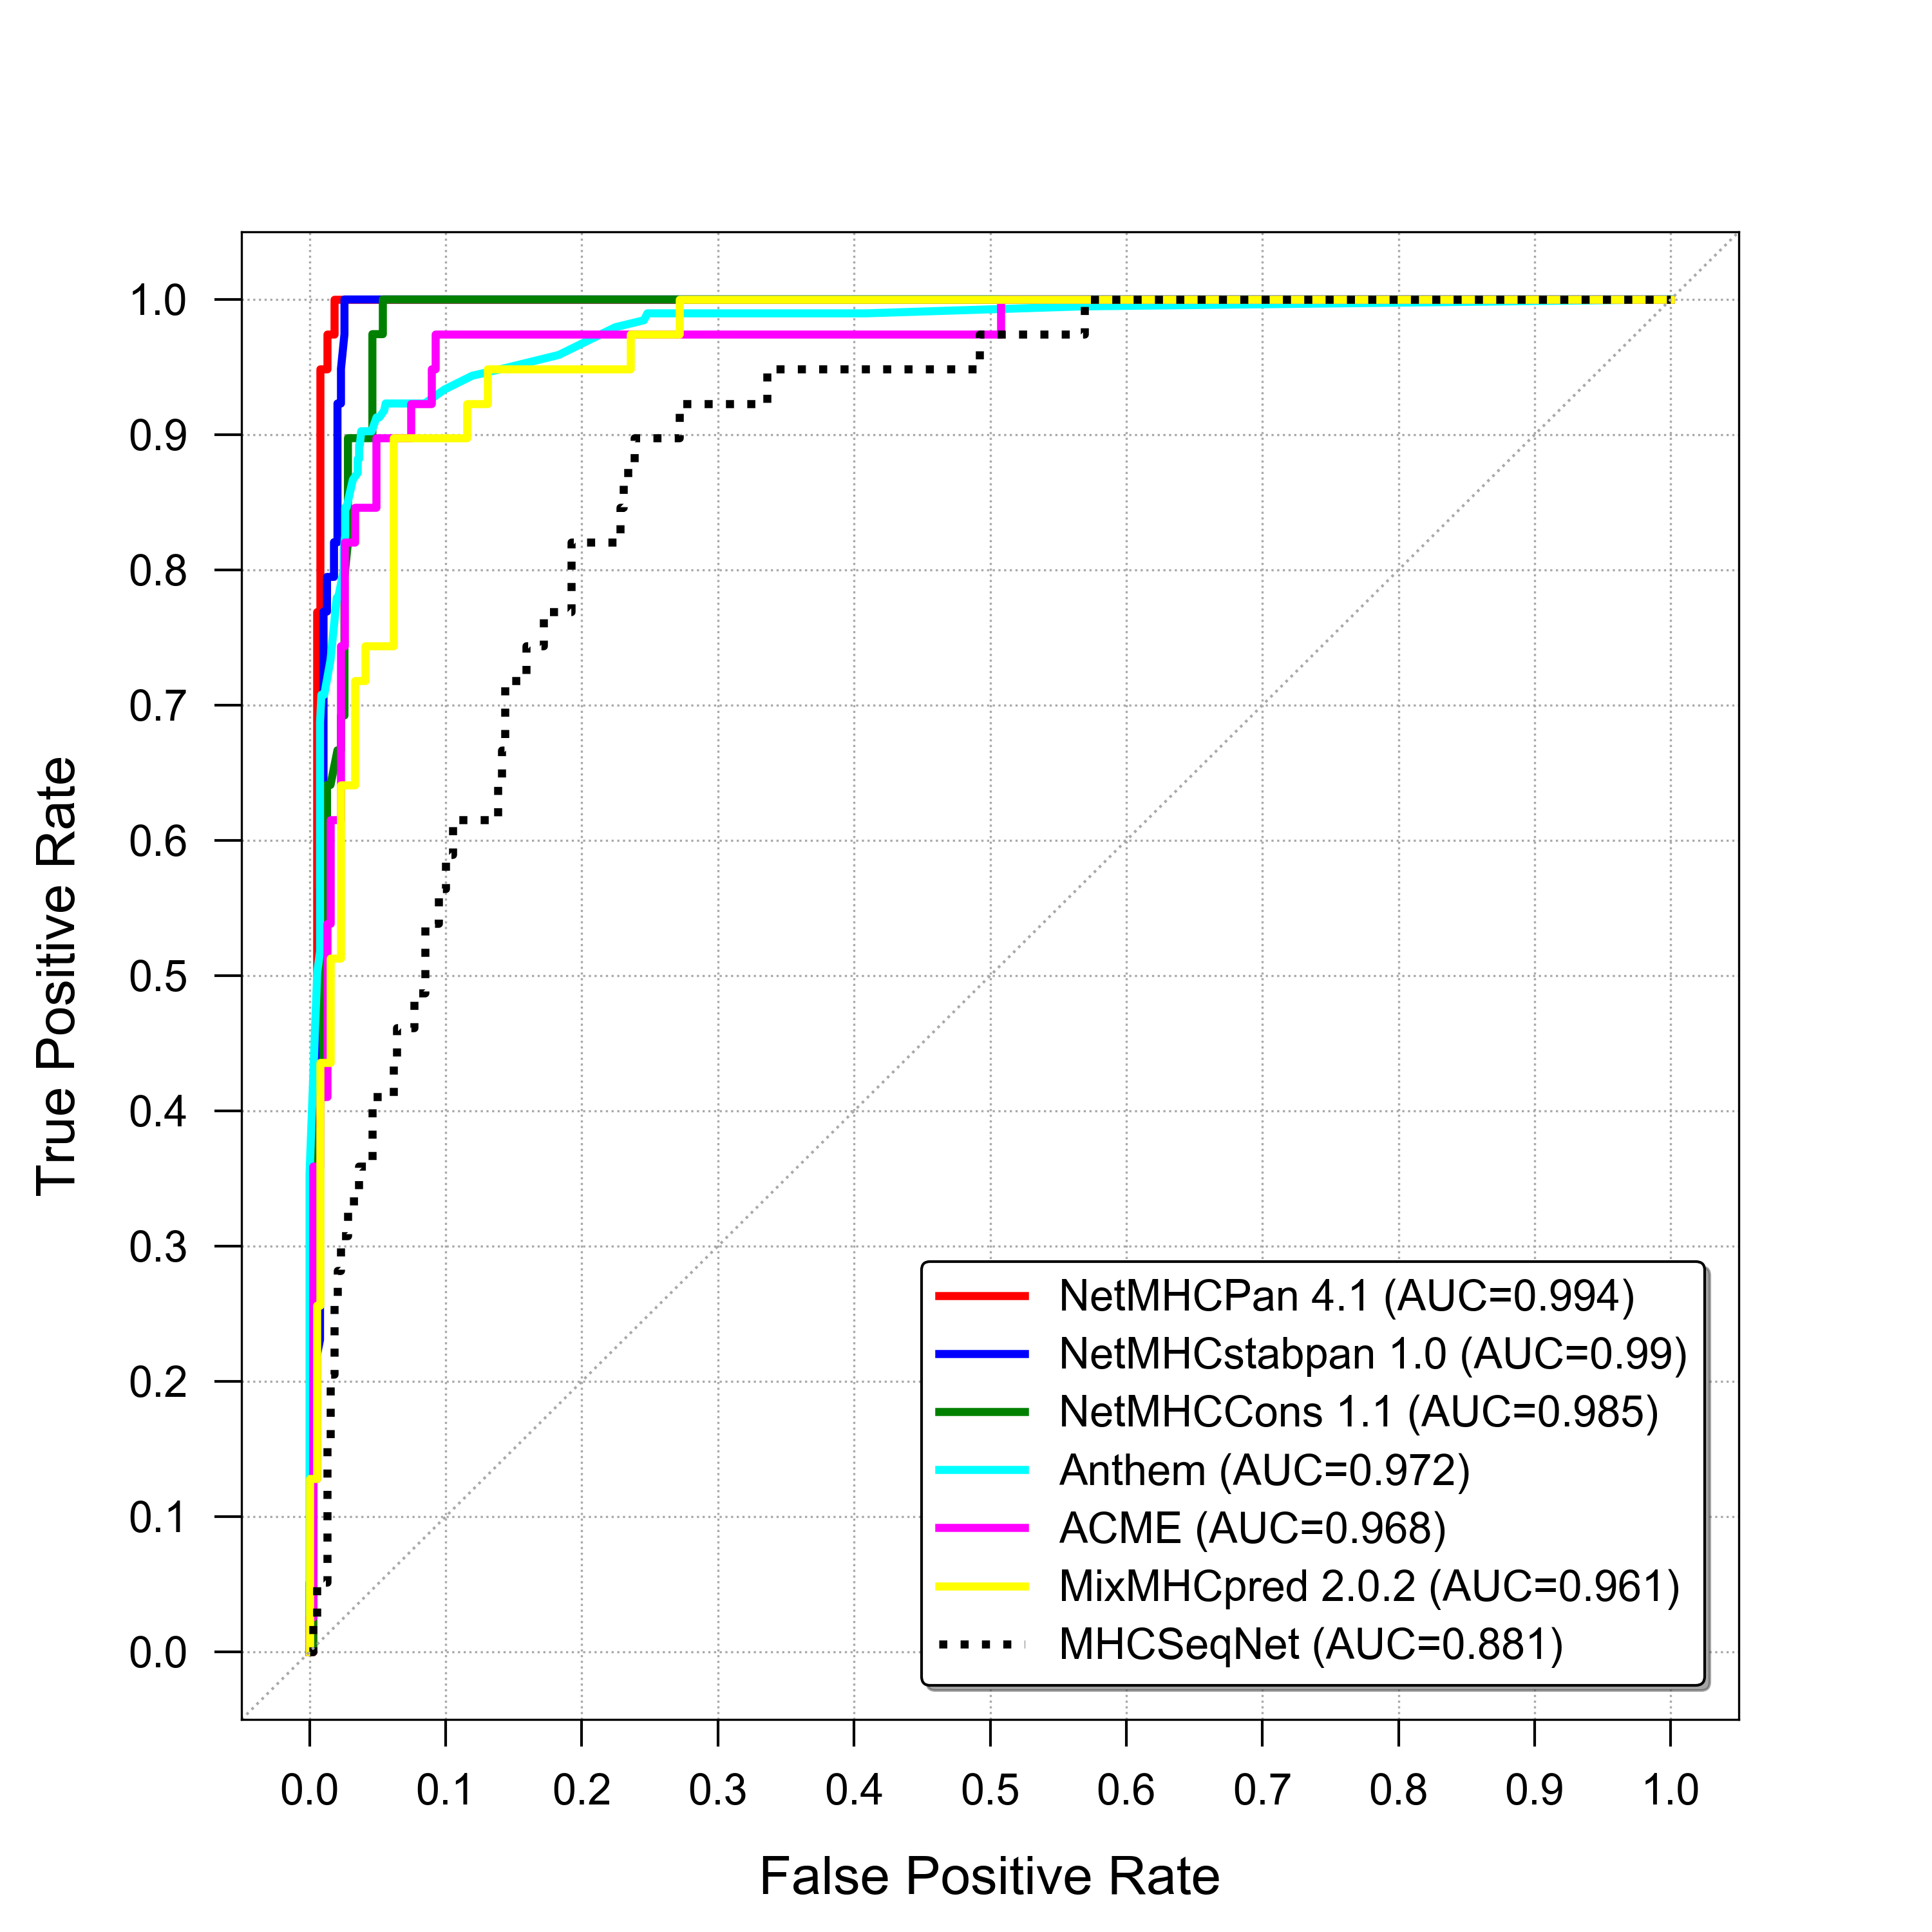 1.0
0.9
0.8
0.7
0.6
0.5
0.4
0.3
0.2
0.1
0.0
True Positive Rate
NetMHCPan 4.1 (AUC=0.994)
NetMHCstabpan 1.0 (AUC=0.99)
NetMHCCons 1.1 (AUC=0.985)
Anthem (AUC=0.972)
ACME (AUC=0.968)
MixMHCpred 2.0.2 (AUC=0.961)
MHCSeqNet (AUC=0.881)
0.0 0.1 0.2 0.3 0.4 0.5 0.6 0.7 0.8 0.9 1.0
False Positive Rate